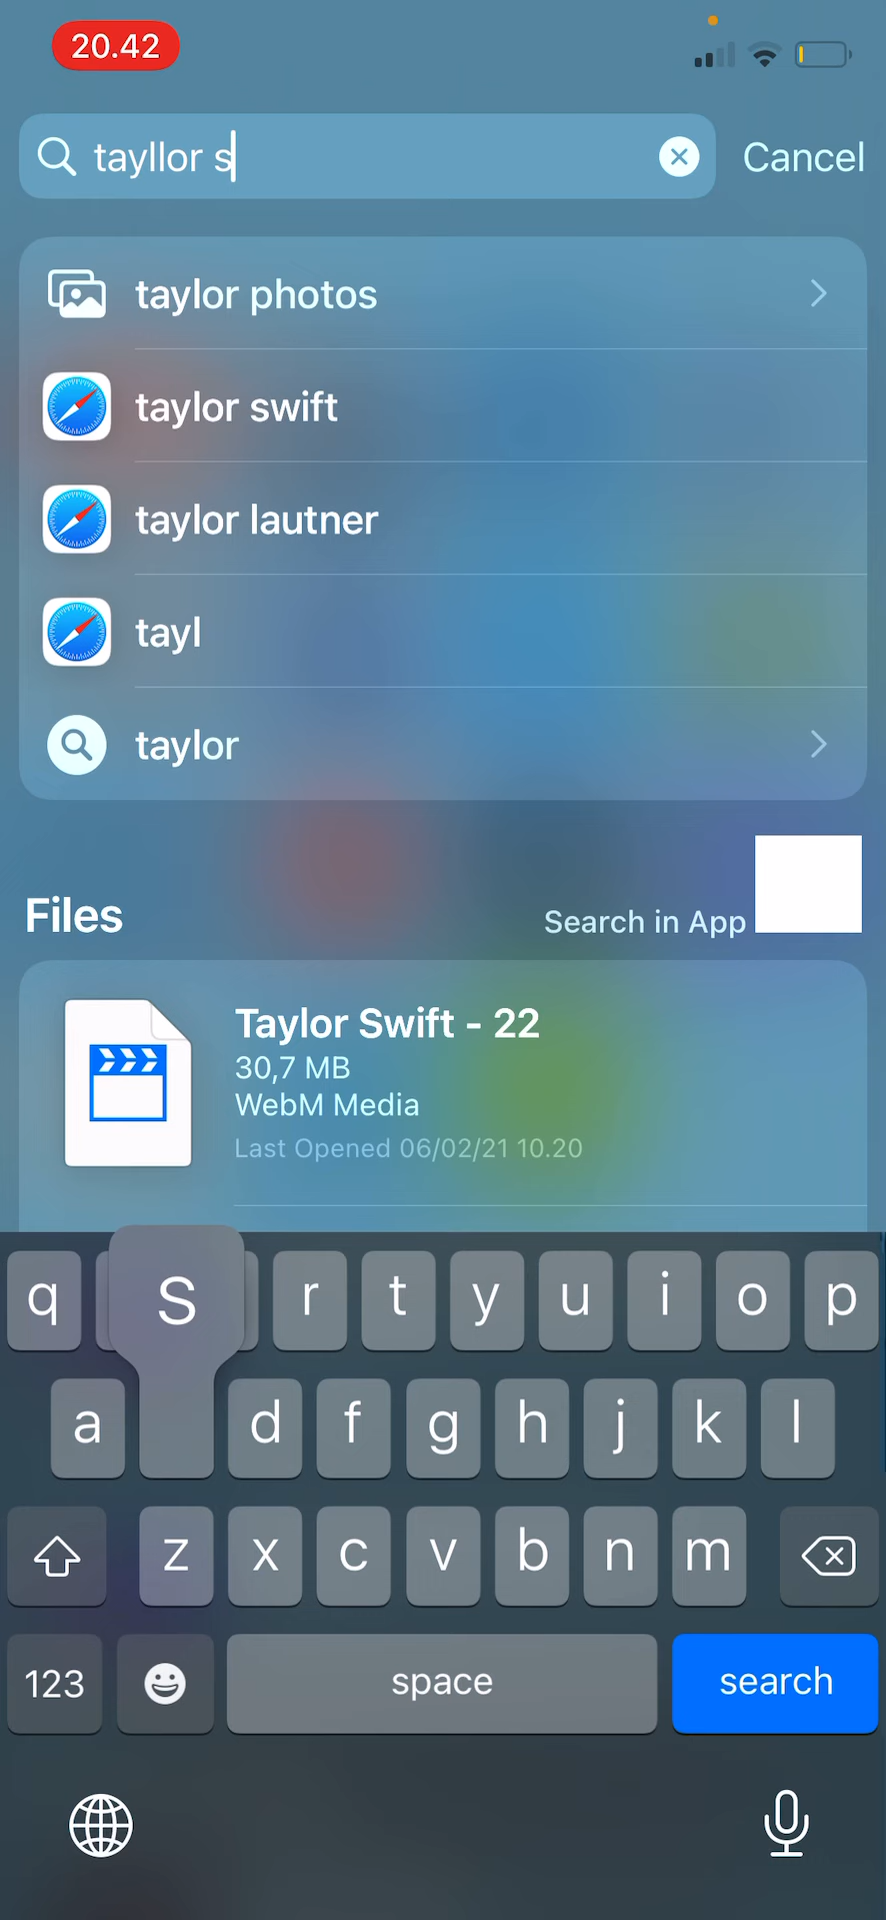 20.42
tayllor s
Cancel
taylor photos
taylor swift
taylor lautner
tayl
taylor
Files
Search in App
Taylor Swift - 22
30,7 MB
WebM Media
Last Opened 06/02/21 10.20
q S r t y u i o p
a d f g h j k l
z x c v b n m
123 space search